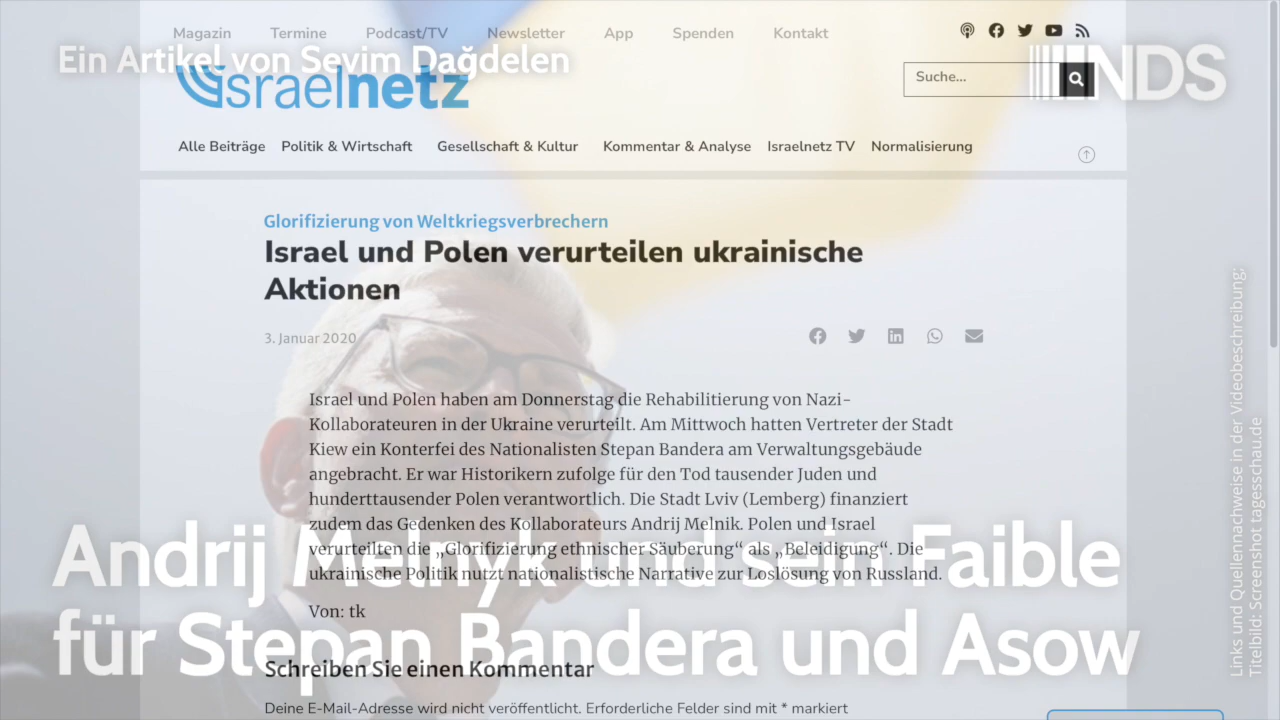 Magazin Termine Podcast/TV Newsletter App Spenden Kontakt
Ein Artikel von Sevim Dağdelen
israelnetz
Suche...
NDS
Alle Beiträge Politik & Wirtschaft Gesellschaft & Kultur Kommentar & Analyse Israelnetz TV Normalisierung
Glorifizierung von Weltkriegsverbrechern
Israel und Polen verurteilen ukrainische
Aktionen
3. Januar 2020
Israel und Polen haben am Donnerstag die Rehabilitierung von Nazi-
Kollaborateuren in der Ukraine verurteilt. Am Mittwoch hatten Vertreter der Stadt
Kiew ein Konterfei des Nationalisten Stepan Bandera am Verwaltungsgebäude
angebracht. Er war Historikern zufolge für den Tod tausender Juden und
hunderttausender Polen verantwortlich. Die Stadt Lviv (Lemberg) finanziert
zudem das Gedenken des Kollaborateurs Andrij Melnik. Polen und Israel
verurteilten die „Glorifizierung ethnischer Säuberung“ als „Beleidigung“. Die
ukrainische Politik nutzt nationalistische Narrative zur Loslösung von Russland.
Von: tk
Andrij Melnyk und sein Faible
für Stepan Bandera und Asow
Schreiben Sie einen Kommentar
Deine E-Mail-Adresse wird nicht veröffentlicht. Erforderliche Felder sind mit * markiert
Links und Quellennachweise in der Videobeschreibung;
Titelbild: Screenshot tagesschau.de